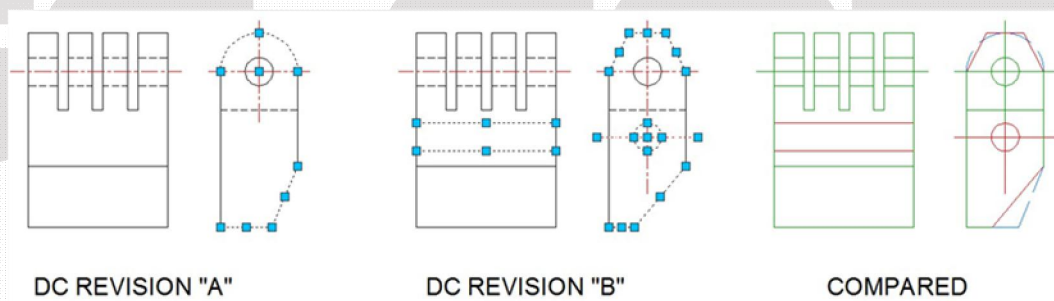 DC REVISION "A"
DC REVISION "B"
COMPARED